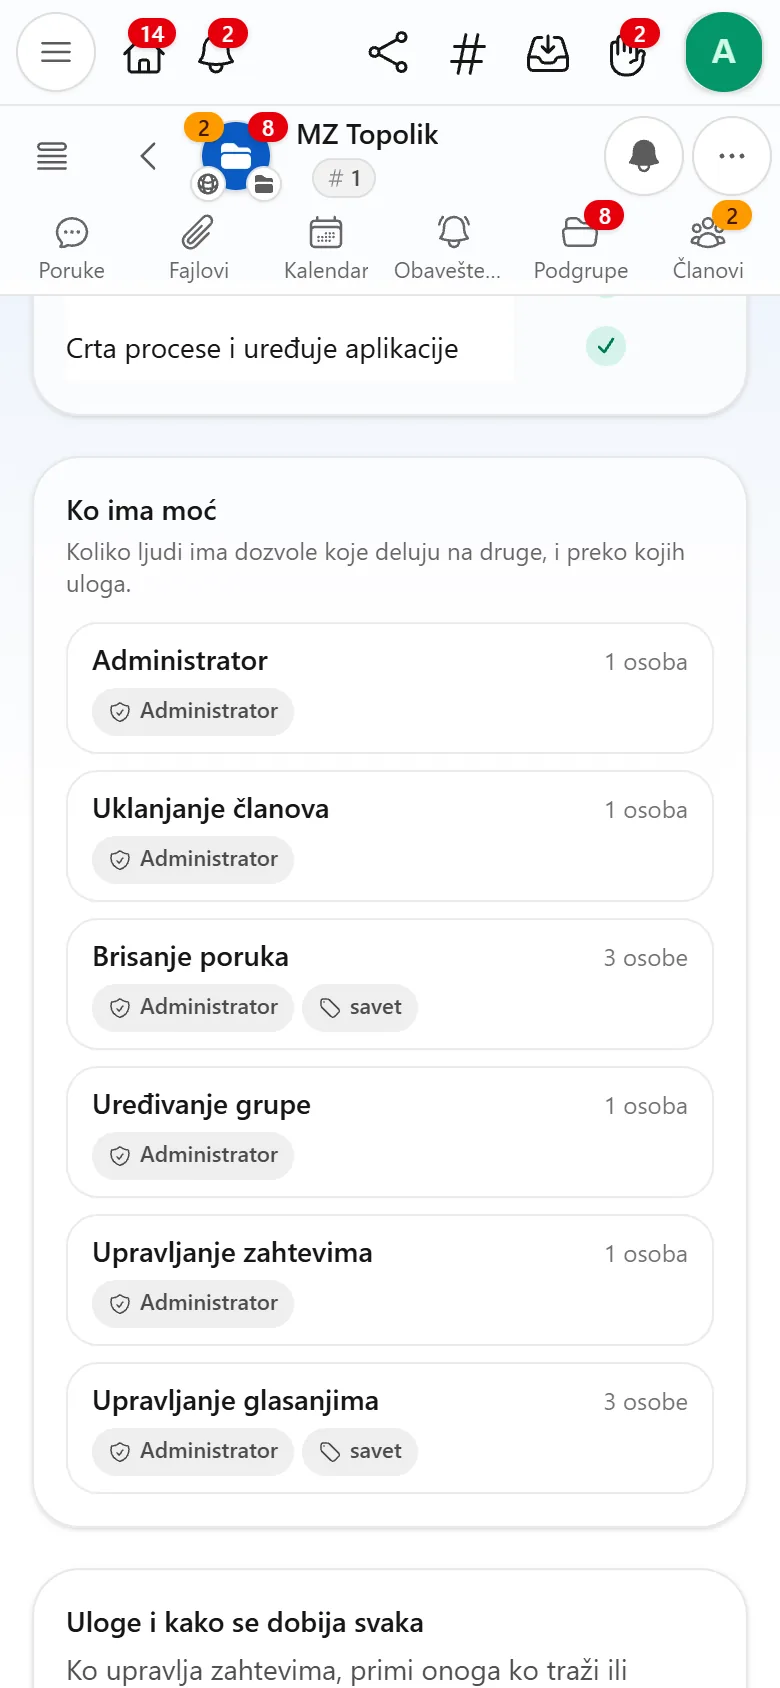 14
2
2
A
2
8
MZ Topolik
# 1
Poruke
Fajlovi
Kalendar
Obavešte...
8
Podgrupe
2
Članovi
Crta procese i uređuje aplikacije
Ko ima moć
Koliko ljudi ima dozvole koje deluju na druge, i preko kojih
uloga.
Administrator
1 osoba
Administrator
Uklanjanje članova
1 osoba
Administrator
Brisanje poruka
3 osobe
Administrator
savet
Uređivanje grupe
1 osoba
Administrator
Upravljanje zahtevima
1 osoba
Administrator
Upravljanje glasanjima
3 osobe
Administrator
savet
Uloge i kako se dobija svaka
Ko upravlja zahtevima, primi onoga ko traži ili